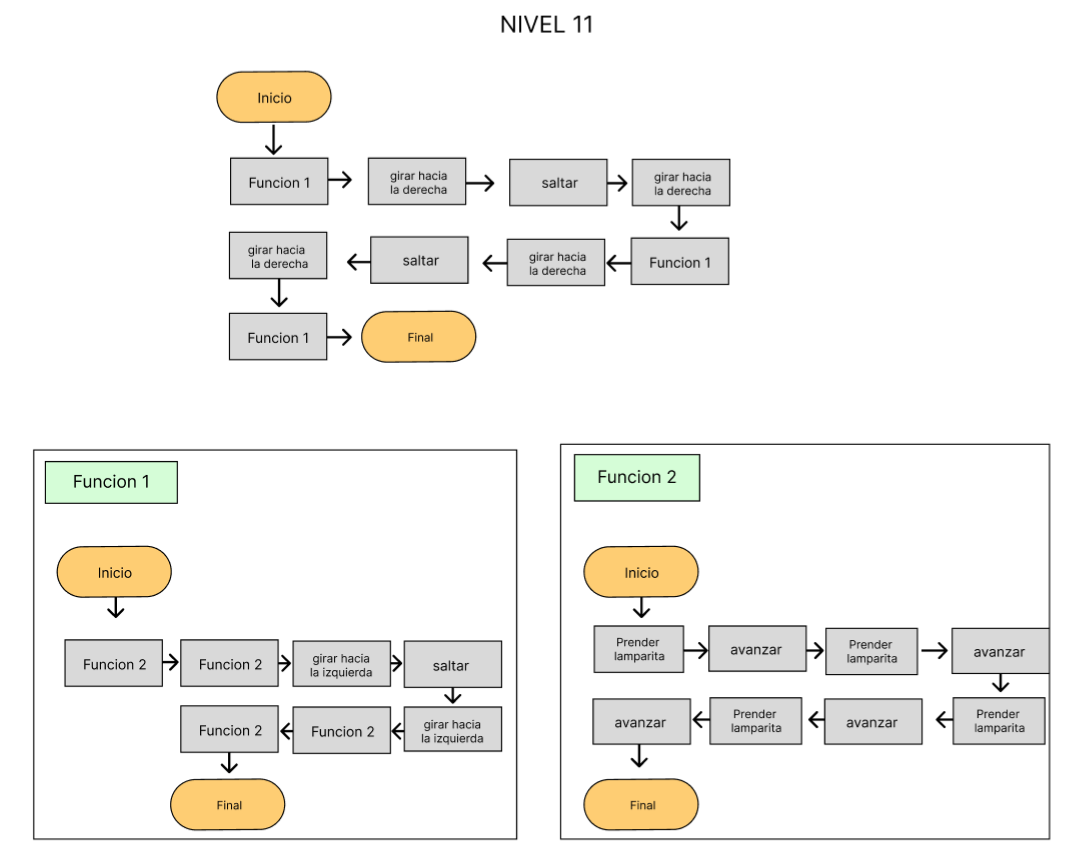 NIVEL 11
Inicio
Funcion 1
girar hacia
la derecha
saltar
girar hacia
la derecha
girar hacia
la derecha
saltar
girar hacia
la derecha
Funcion 1
Funcion 1
Final
Funcion 1
Inicio
Funcion 2
Funcion 2
girar hacia
la izquierda
saltar
Funcion 2
Funcion 2
girar hacia
la izquierda
Final
Funcion 2
Inicio
Prender
lamparita
avanzar
Prender
lamparita
avanzar
avanzar
Prender
lamparita
avanzar
Prender
lamparita
Final